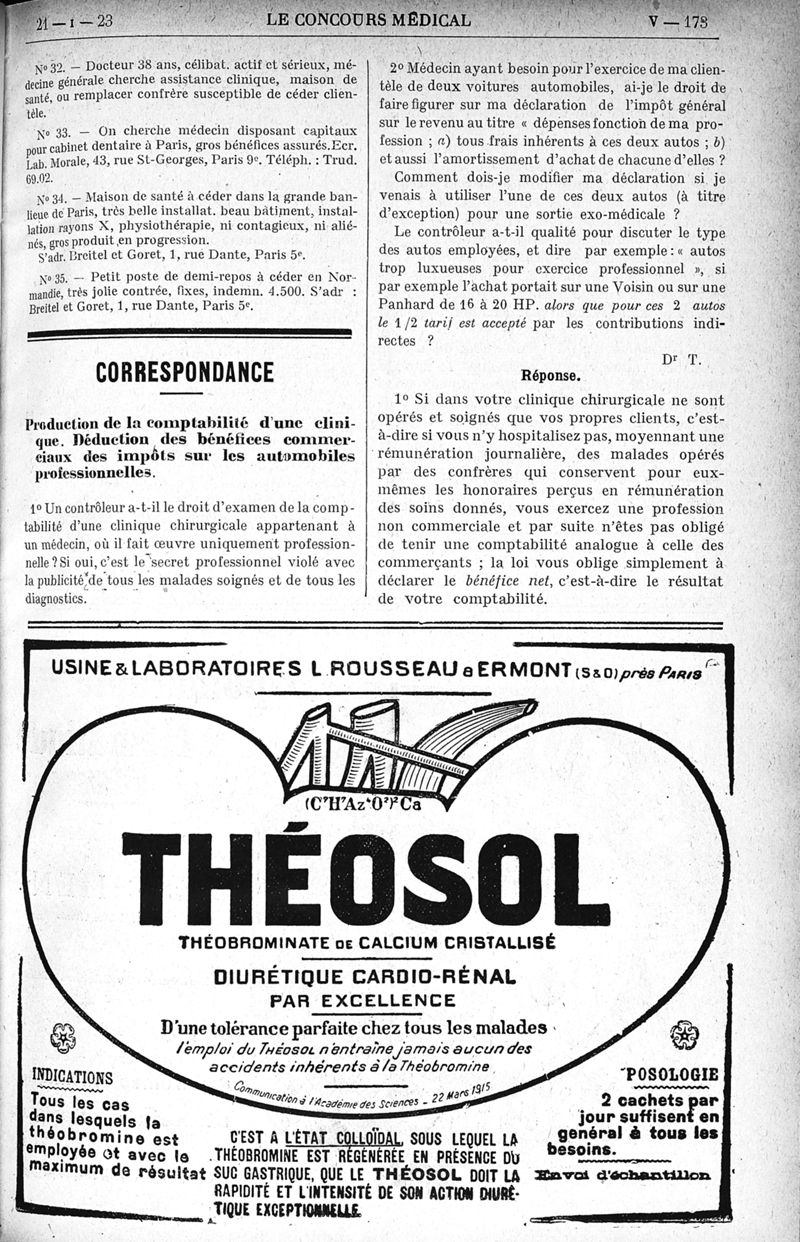 21 — I — 23
LE CONCOURS MÉDICAL
V — 173
Nº 32. — Docteur 38 ans, célibat. actif et sérieux, mé-
decine générale cherche assistance clinique, maison de
santé, ou remplacer confrère susceptible de céder clien-
tèle.
Nº 33. — On cherche médecin disposant capitaux
pour cabinet dentaire à Paris, gros bénéfices assurés.Ecr.
Lab. Morale, 43, rue St-Georges, Paris 9e. Téléph. : Trud.
69.02.
Nº 34. — Maison de santé à céder dans la grande ban-
lieue de Paris, très belle installat. beau bâtiment, instal-
lation rayons X, physiothérapie, ni contagieux, ni alié-
nés, gros produit en progression.
S'adr. Breitel et Goret, 1, rue Dante, Paris 5e.
Nº 35. — Petit poste de demi-repos à céder en Nor-
mandie, très jolie contrée, fixes, indemn. 4.500. S'adr :
Breitel et Goret, 1, rue Dante, Paris 5e.
CORRESPONDANCE
Production de la comptabilité d'une clini-
que. Déduction des bénéfices commer-
ciaux des impôts sur les automobiles
professionnelles.
1º Un contrôleur a-t-il le droit d'examen de la comp-
tabilité d'une clinique chirurgicale appartenant à
un médecin, où il fait œuvre uniquement profession-
nelle ? Si oui, c'est le secret professionnel violé avec
la publicité de tous les malades soignés et de tous les
diagnostics.
2º Médecin ayant besoin pour l'exercice de ma clien-
tèle de deux voitures automobiles, ai-je le droit de
faire figurer sur ma déclaration de l'impôt général
sur le revenu au titre « dépenses fonction de ma pro-
fession ; a) tous frais inhérents à ces deux autos ; b)
et aussi l'amortissement d'achat de chacune d'elles ?
Comment dois-je modifier ma déclaration si je
venais à utiliser l'une de ces deux autos (à titre
d'exception) pour une sortie exo-médicale ?
Le contrôleur a-t-il qualité pour discuter le type
des autos employées, et dire par exemple : « autos
trop luxueuses pour exercice professionnel », si
par exemple l'achat portait sur une Voisin ou sur une
Panhard de 16 à 20 HP. alors que pour ces 2 autos
le 1/2 tarif est accepté par les contributions indi-
rectes ?
Dr T.
Réponse.
1º Si dans votre clinique chirurgicale ne sont
opérés et soignés que vos propres clients, c'est-
à-dire si vous n'y hospitalisez pas, moyennant une
rémunération journalière, des malades opérés
par des confrères qui conservent pour eux-
mêmes les honoraires perçus en rémunération
des soins donnés, vous exercez une profession
non commerciale et par suite n'êtes pas obligé
de tenir une comptabilité analogue à celle des
commerçants ; la loi vous oblige simplement à
déclarer le bénéfice net, c'est-à-dire le résultat
de votre comptabilité.
USINE & LABORATOIRES L. ROUSSEAU à ERMONT (S & O) près PARIS
(C⁷H⁷Az⁴O²)²Ca
THÉOSOL
THÉOBROMINATE DE CALCIUM CRISTALLISÉ
DIURÉTIQUE CARDIO-RÉNAL
PAR EXCELLENCE
D'une tolérance parfaite chez tous les malades
l'emploi du THÉOSOL n'entraîne jamais aucun des
accidents inhérents à la Théobromine
Communication à l'Académie des Sciences - 22 Mars 1915
INDICATIONS
Tous les cas
dans lesquels la
théobromine est
employée et avec le
maximum de résultat
C'EST A L'ÉTAT COLLOÏDAL, SOUS LEQUEL LA
THÉOBROMINE EST RÉGÉNÉRÉE EN PRÉSENCE DU
SUC GASTRIQUE, QUE LE THÉOSOL DOIT LA
RAPIDITÉ ET L'INTENSITÉ DE SON ACTION DIURÉ-
TIQUE EXCEPTIONNELLE.
POSOLOGIE
2 cachets par
jour suffisent en
général à tous les
besoins.
Envoi d'échantillon